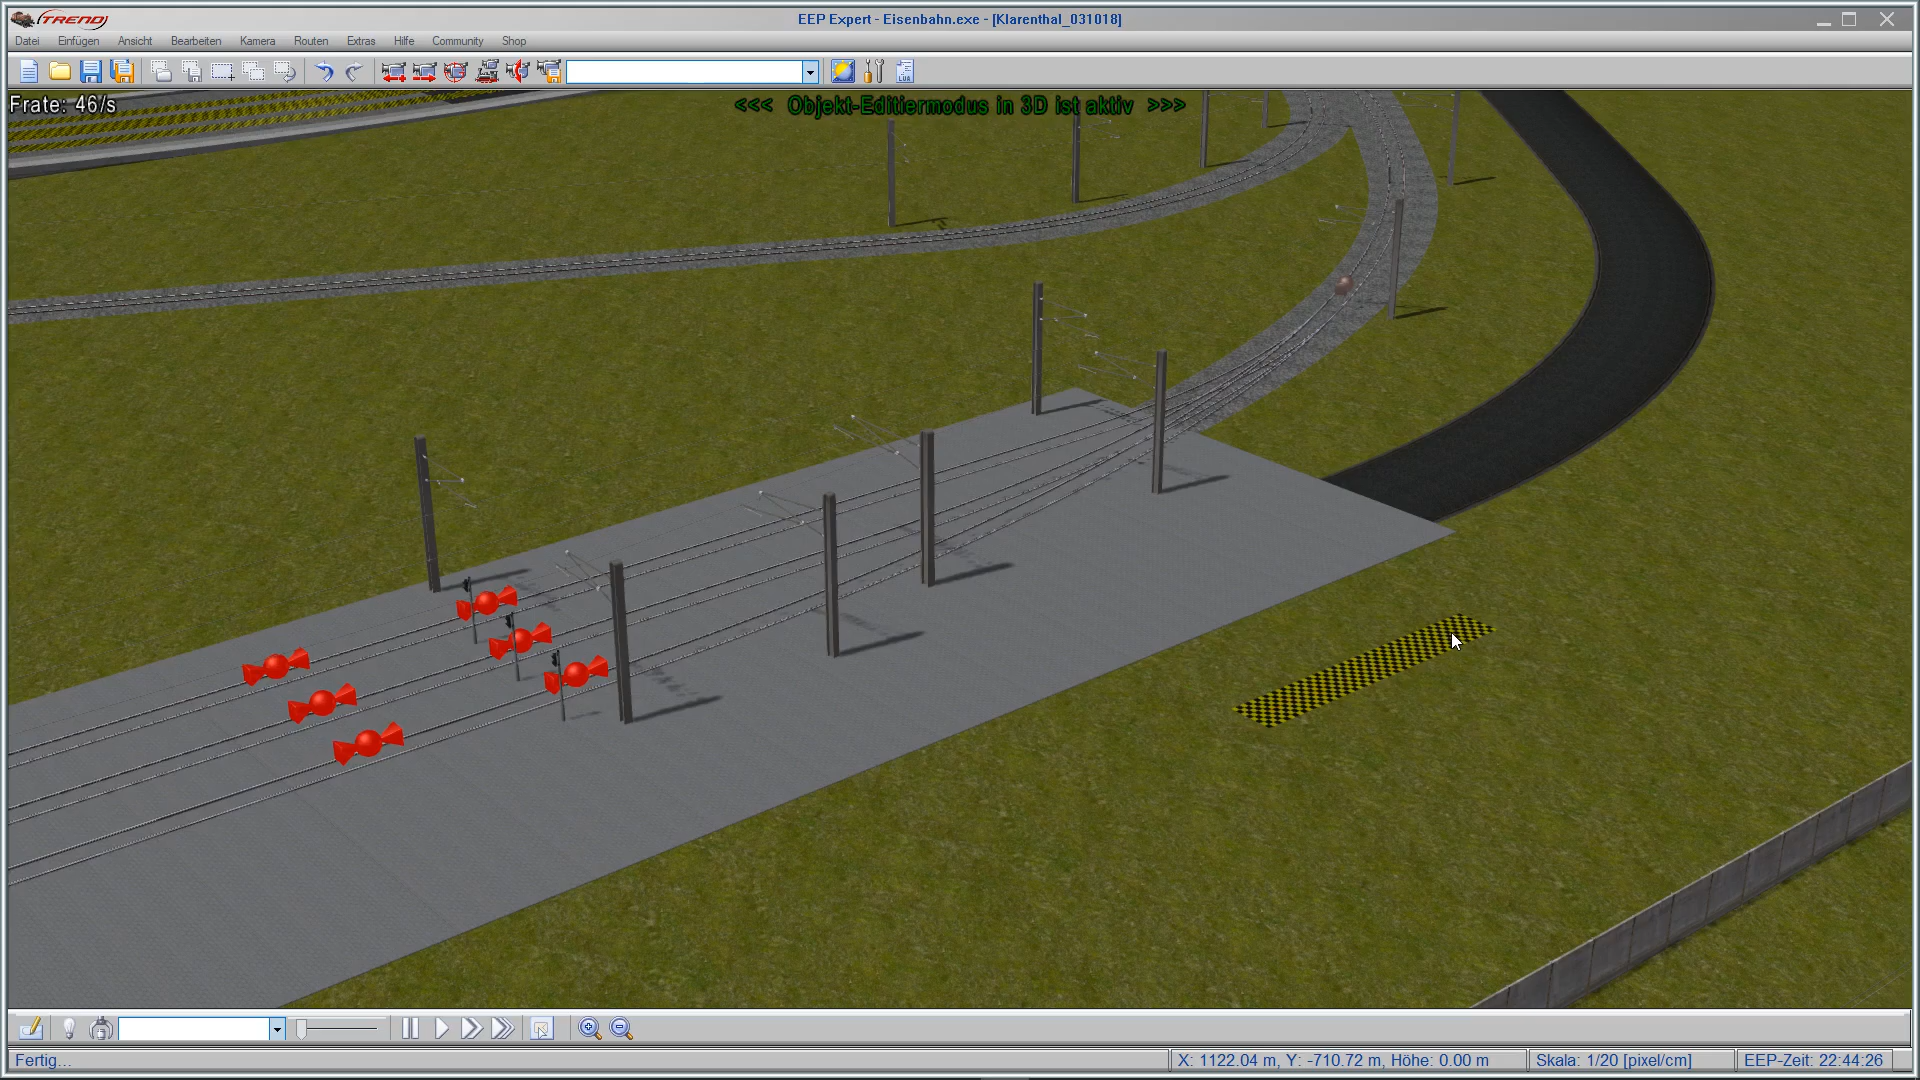 TREND
EEP Expert - Eisenbahn.exe - [Klarenthal_031018]
Datei Einfügen Ansicht Bearbeiten Kamera Routen Extras Hilfe Community Shop
LUA
Frate: 46/s
<<< Objekt-Editiermodus in 3D ist aktiv >>>
Fertig...
X: 1122.04 m, Y: -710.72 m, Höhe: 0.00 m
Skala: 1/20 [pixel/cm]
EEP-Zeit: 22:44:26